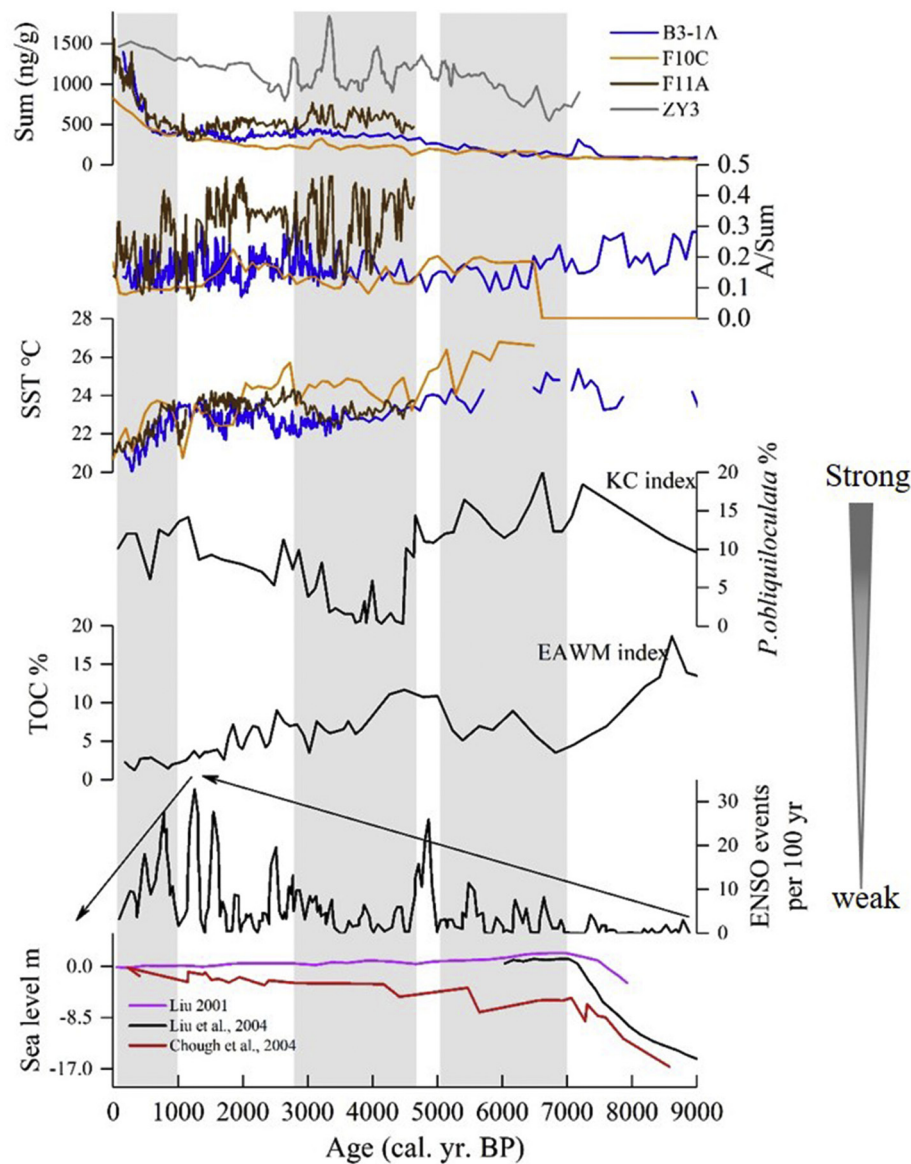 B3-1A
F10C
F11A
ZY3
Sum (ng/g)
1500
1000
500
0
A/Sum
0.5
0.4
0.3
0.2
0.1
0.0
SST °C
28
26
24
22
20
KC index
P.obliquiloculata %
20
15
10
5
0
Strong
weak
EAWM index
TOC %
20
15
10
5
0
ENSO events
per 100 yr
30
20
10
0
Sea level m
0.0
-8.5
-17.0
Liu 2001
Liu et al., 2004
Chough et al., 2004
0 1000 2000 3000 4000 5000 6000 7000 8000 9000
Age (cal. yr. BP)